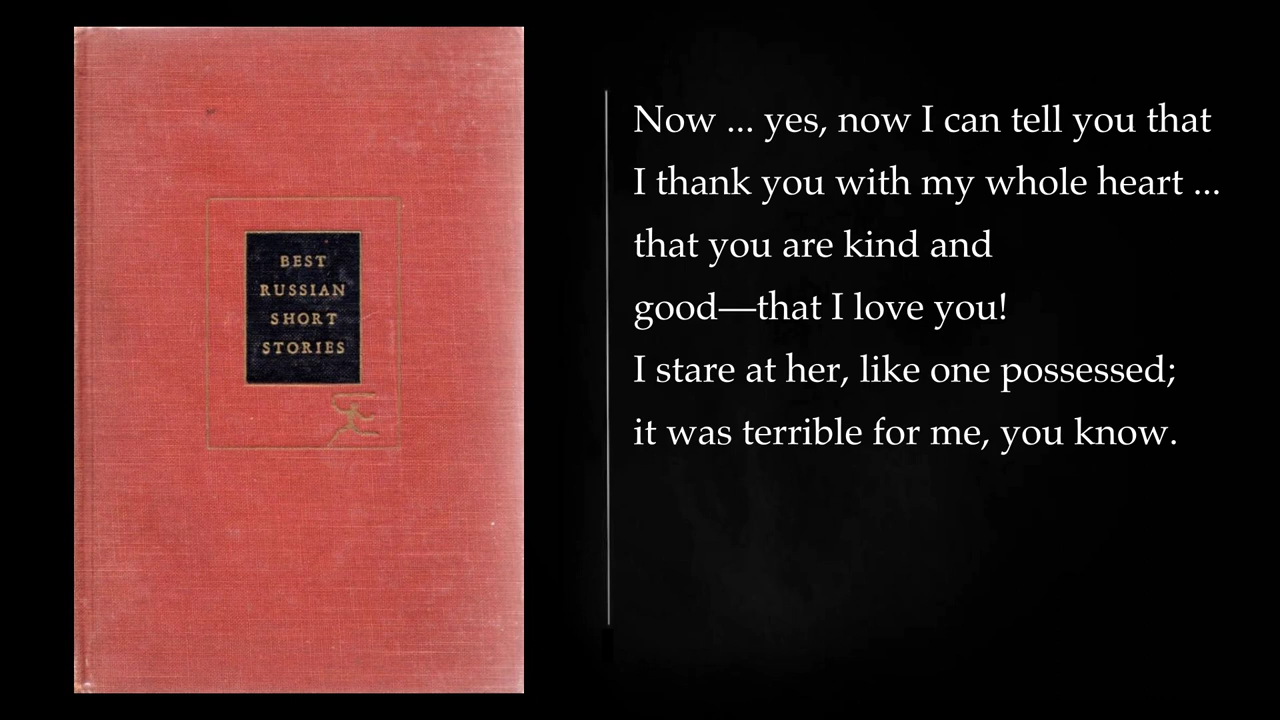 BEST
RUSSIAN
SHORT
STORIES
Now ... yes, now I can tell you that
I thank you with my whole heart ...
that you are kind and
good—that I love you!
I stare at her, like one possessed;
it was terrible for me, you know.